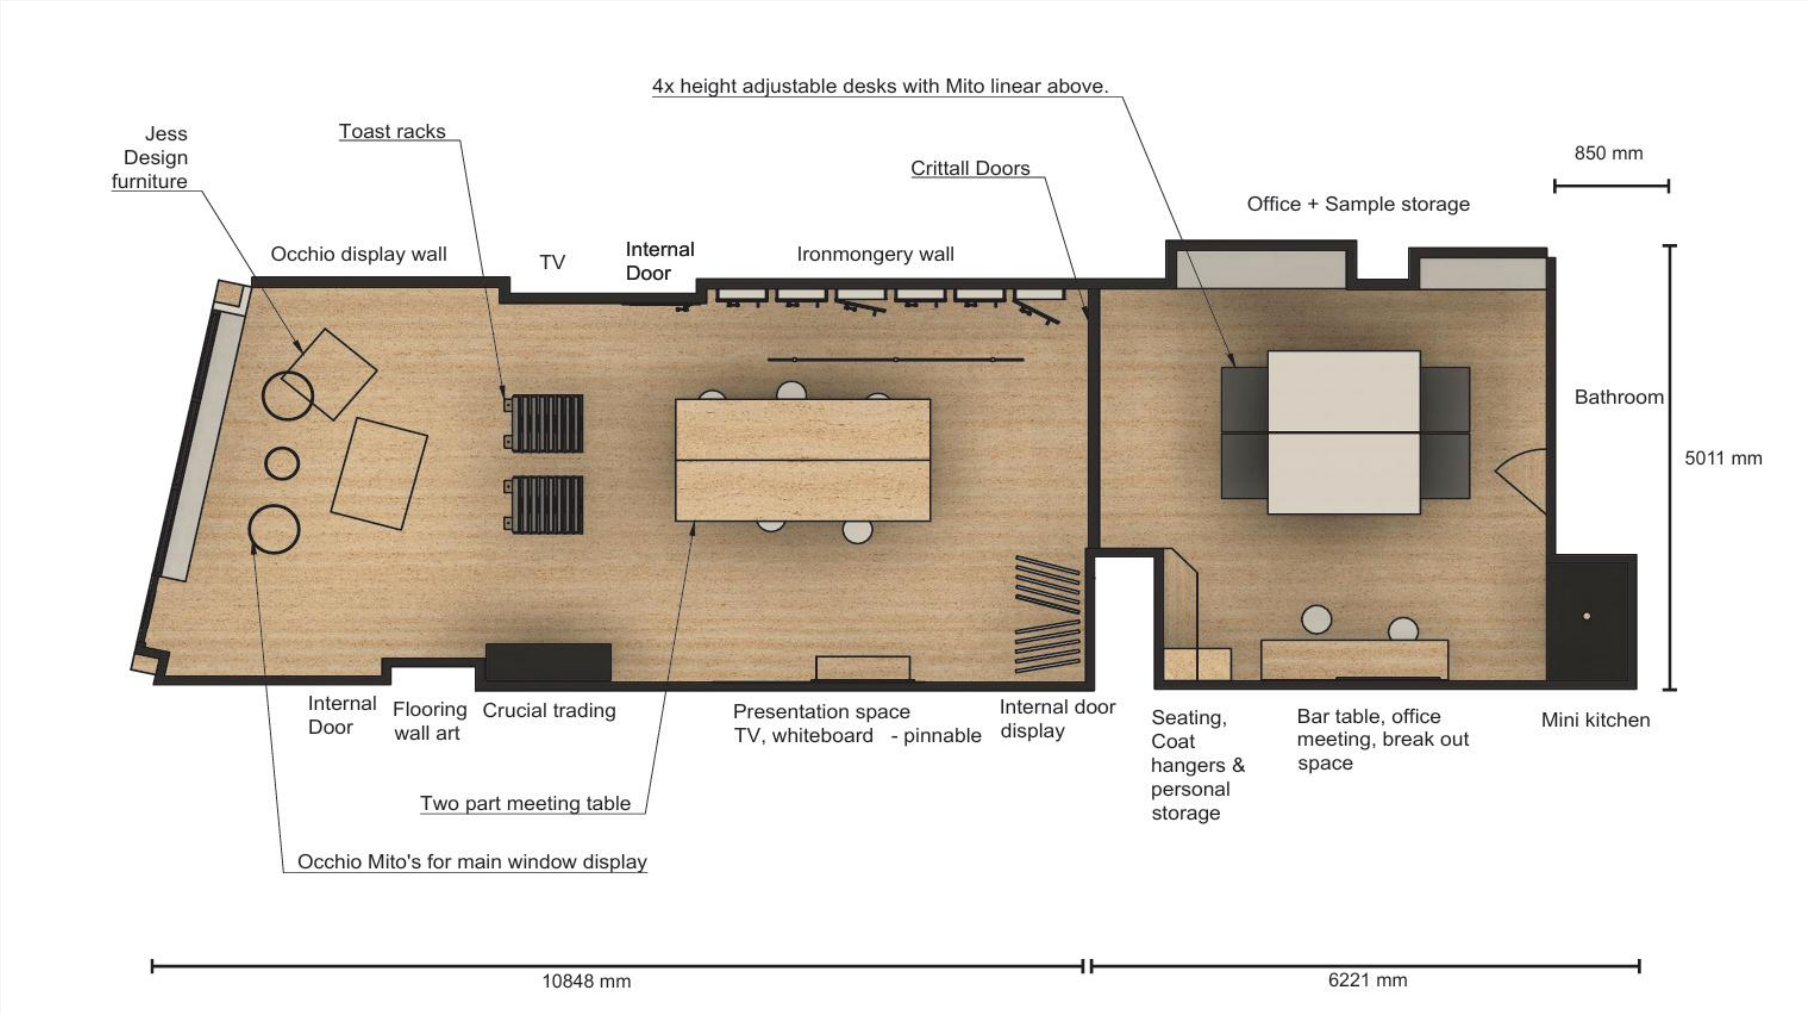 4x height adjustable desks with Mito linear above.
Jess
Design
furniture
Toast racks
Crittall Doors
850 mm
Office + Sample storage
Occhio display wall
TV
Internal
Door
Ironmongery wall
Bathroom
5011 mm
Internal
Door
Flooring
wall art
Crucial trading
Presentation space
TV, whiteboard - pinnable
Internal door
display
Seating,
Coat
hangers &
personal
storage
Bar table, office
meeting, break out
space
Mini kitchen
Two part meeting table
Occhio Mito's for main window display
10848 mm
6221 mm